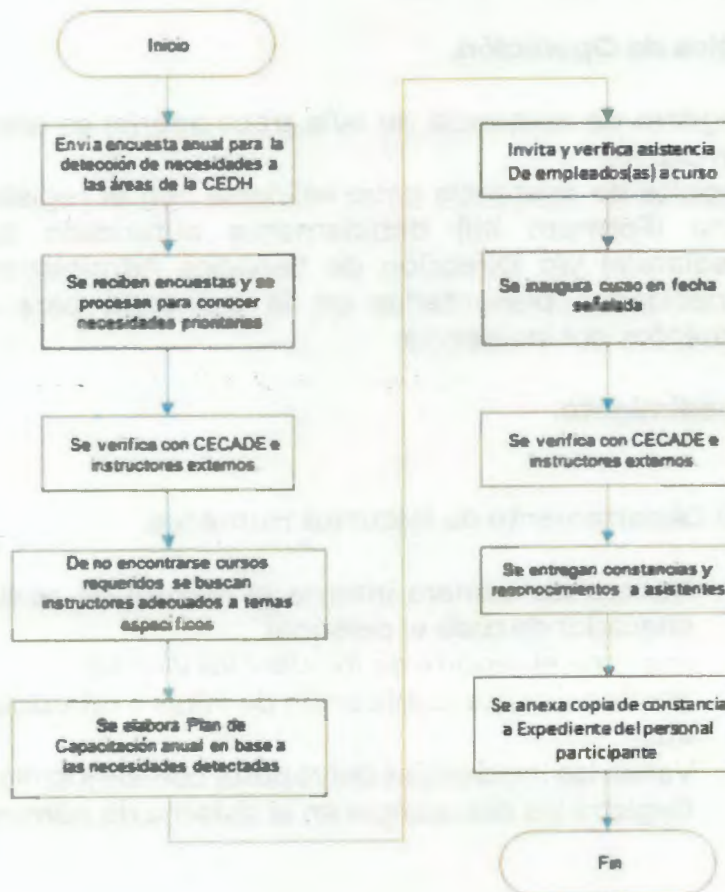 Inicio
Envia encuesta anual para la
detección de necesidades a
las áreas de la CEDH
Se reciben encuestas y se
procesan para conocer
necesidades prioritarias
Se verifica con CECADE e
instructores externos.
De no encontrarse cursos
requeridos se buscan
instructores adecuados a temas
específicos
Se elabora Plan de
Capacitación anual en base a
las necesidades detectadas
Invita y verifica asistencia
De empleados(as) a curso
Se inaugura curso en fecha
señalada
Se verifica con CECADE e
instructores externos.
Se entregan constancias y
reconocimientos a asistentes
Se anexa copia de constancia
a Expediente del personal
participante
Fin